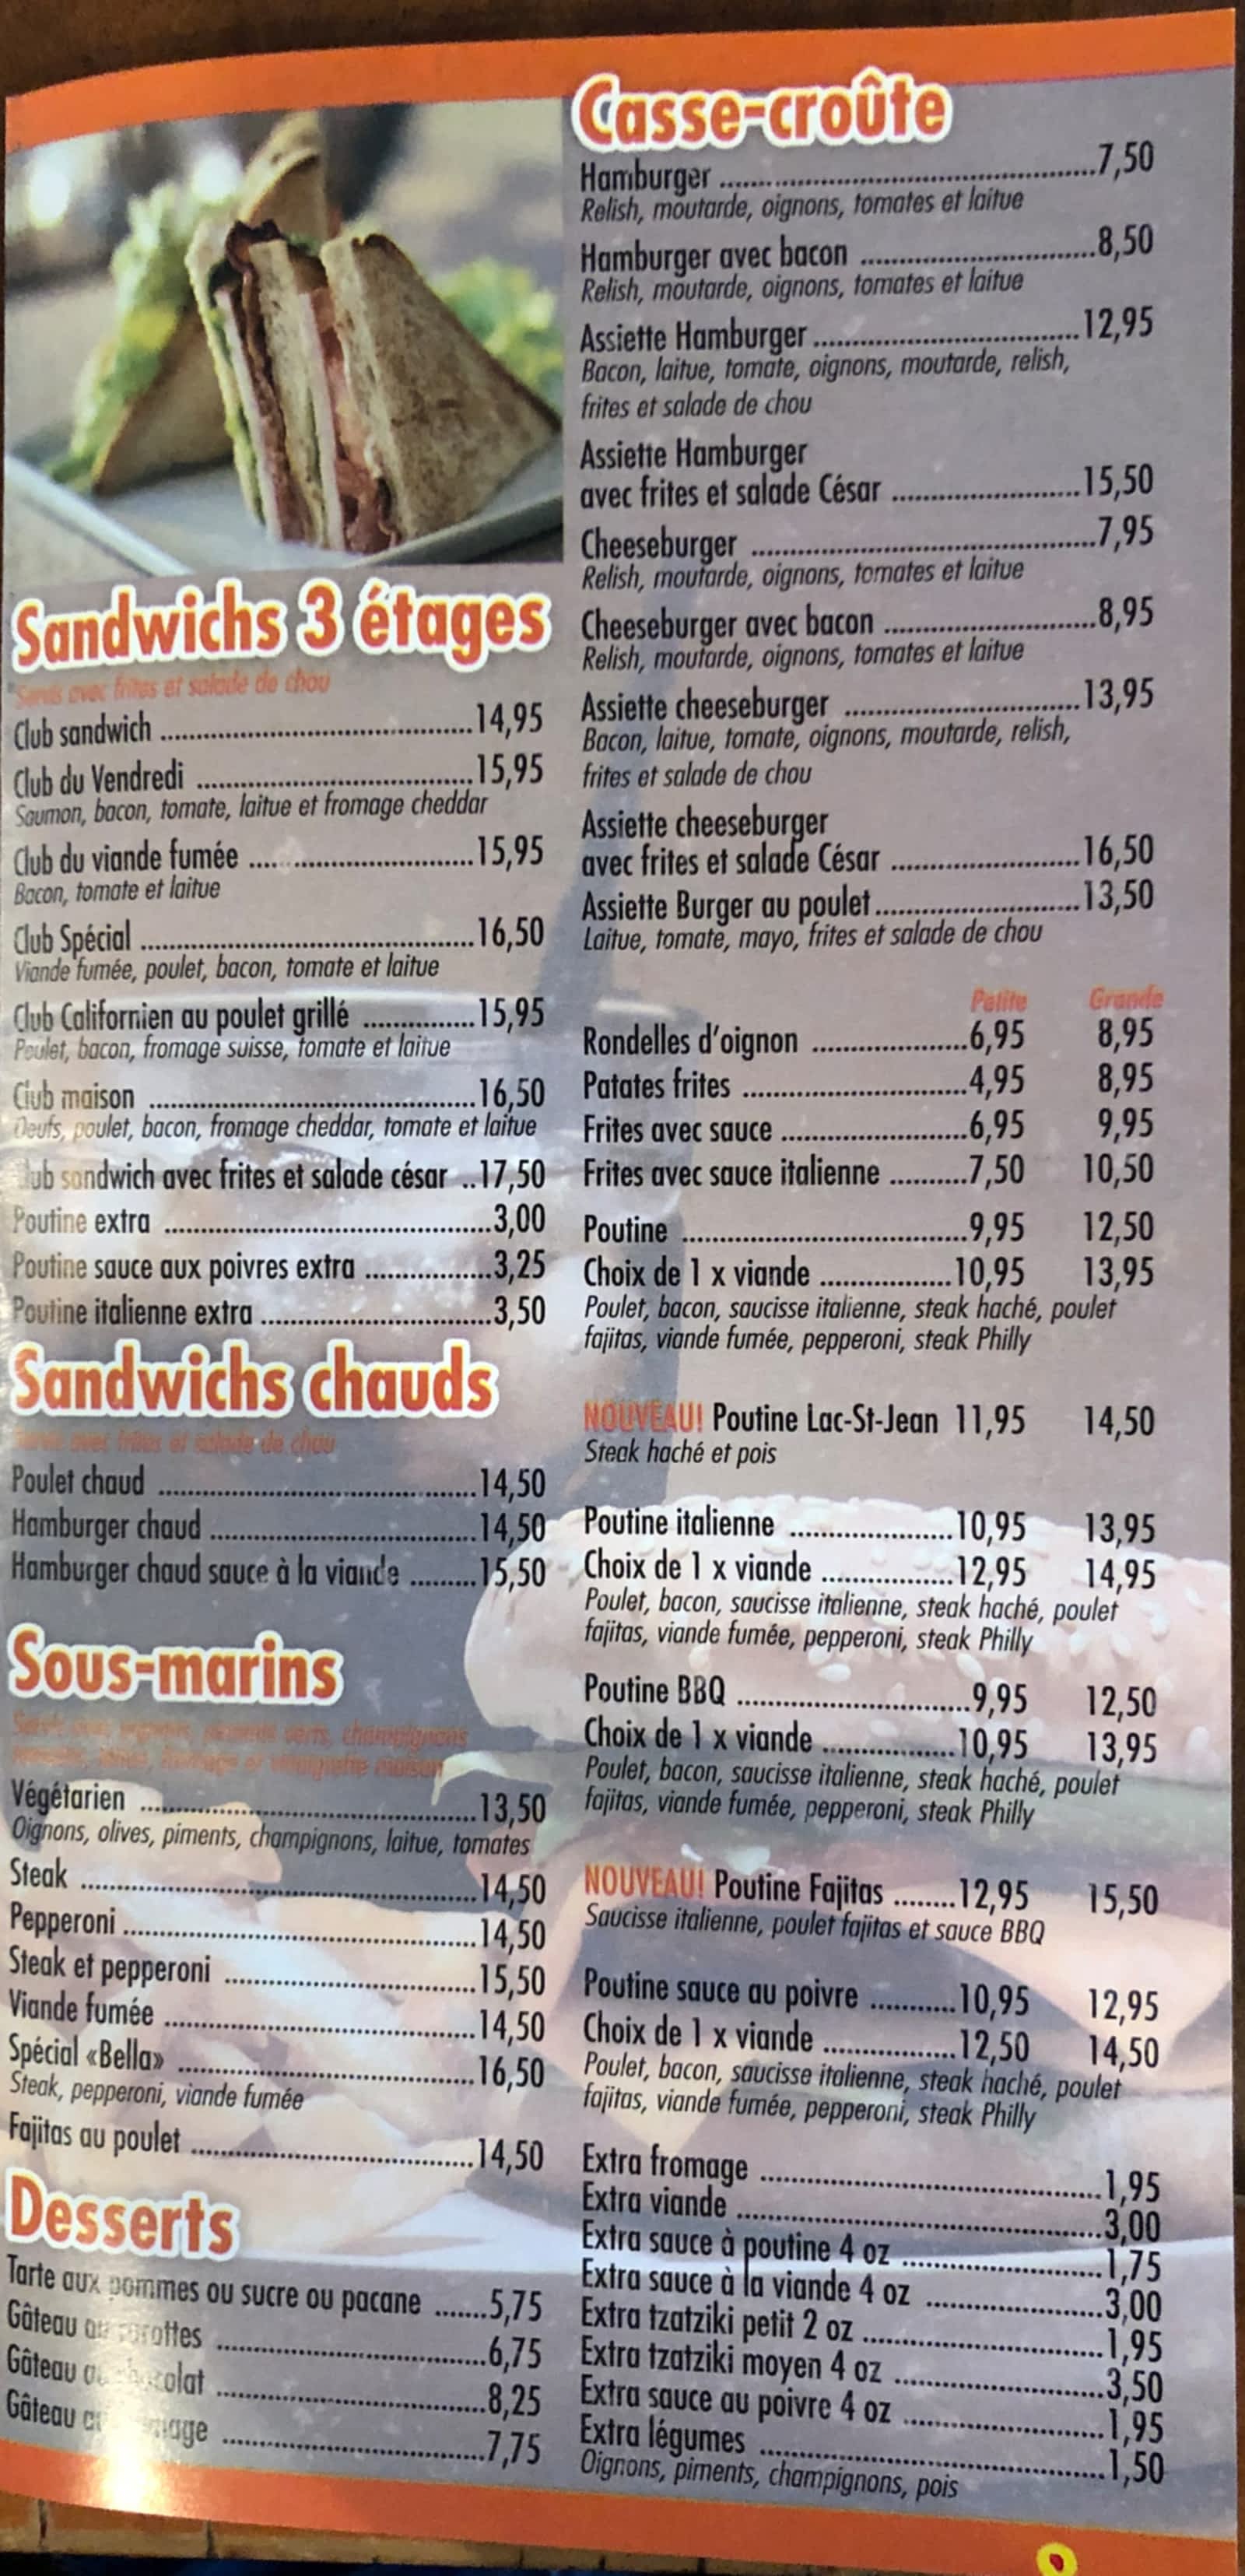 Sandwichs 3 étages
Servis avec frites et salade de chou
Club sandwich 14,95
Club du Vendredi 15,95
Saumon, bacon, tomate, laitue et fromage cheddar
Club du viande fumée 15,95
Bacon, tomate et laitue
Club Spécial 16,50
Viande fumée, poulet, bacon, tomate et laitue
Club Californien au poulet grillé 15,95
Poulet, bacon, fromage suisse, tomate et laitue
Club maison 16,50
Oeufs, poulet, bacon, fromage cheddar, tomate et laitue
Club sandwich avec frites et salade césar ..17,50
Poutine extra 3,00
Poutine sauce aux poivres extra 3,25
Poutine italienne extra 3,50
Sandwichs chauds
Servis avec frites et salade de chou
Poulet chaud 14,50
Hamburger chaud 14,50
Hamburger chaud sauce à la viande 15,50
Sous-marins
champignons
maison
Végétarien 13,50
Oignons, olives, piments, champignons, laitue, tomates
Steak 14,50
Pepperoni 14,50
Steak et pepperoni 15,50
Viande fumée 14,50
Spécial «Bella» 16,50
Steak, pepperoni, viande fumée
Fajitas au poulet 14,50
Desserts
Tarte aux pommes ou sucre ou pacane 5,75
Gâteau aux carottes 6,75
Gâteau au chocolat 8,25
Gâteau 7,75
Casse-croûte
Hamburger 7,50
Relish, moutarde, oignons, tomates et laitue
Hamburger avec bacon 8,50
Relish, moutarde, oignons, tomates et laitue
Assiette Hamburger 12,95
Bacon, laitue, tomate, oignons, moutarde, relish,
frites et salade de chou
Assiette Hamburger
avec frites et salade César 15,50
Cheeseburger 7,95
Relish, moutarde, oignons, tomates et laitue
Cheeseburger avec bacon 8,95
Relish, moutarde, oignons, tomates et laitue
Assiette cheeseburger 13,95
Bacon, laitue, tomate, oignons, moutarde, relish,
frites et salade de chou
Assiette cheeseburger
avec frites et salade César 16,50
Assiette Burger au poulet 13,50
Laitue, tomate, mayo, frites et salade de chou
Petite Grande
Rondelles d'oignon 6,95 8,95
Patates frites 4,95 8,95
Frites avec sauce 6,95 9,95
Frites avec sauce italienne 7,50 10,50
Poutine 9,95 12,50
Choix de 1 x viande 10,95 13,95
Poulet, bacon, saucisse italienne, steak haché, poulet
fajitas, viande fumée, pepperoni, steak Philly
NOUVEAU! Poutine Lac-St-Jean 11,95 14,50
Steak haché et pois
Poutine italienne 10,95 13,95
Choix de 1 x viande 12,95 14,95
Poulet, bacon, saucisse italienne, steak haché, poulet
fajitas, viande fumée, pepperoni, steak Philly
Poutine BBQ 9,95 12,50
Choix de 1 x viande 10,95 13,95
Poulet, bacon, saucisse italienne, steak haché, poulet
fajitas, viande fumée, pepperoni, steak Philly
NOUVEAU! Poutine Fajitas 12,95 15,50
Saucisse italienne, poulet fajitas et sauce BBQ
Poutine sauce au poivre 10,95 12,95
Choix de 1 x viande 12,50 14,50
Poulet, bacon, saucisse italienne, steak haché, poulet
fajitas, viande fumée, pepperoni, steak Philly
Extra fromage 1,95
Extra viande 3,00
Extra sauce à poutine 4 oz 1,75
Extra sauce à la viande 4 oz 3,00
Extra tzatziki petit 2 oz 1,95
Extra tzatziki moyen 4 oz 3,50
Extra sauce au poivre 4 oz 1,95
Extra légumes 1,50
Oignons, piments, champignons, pois